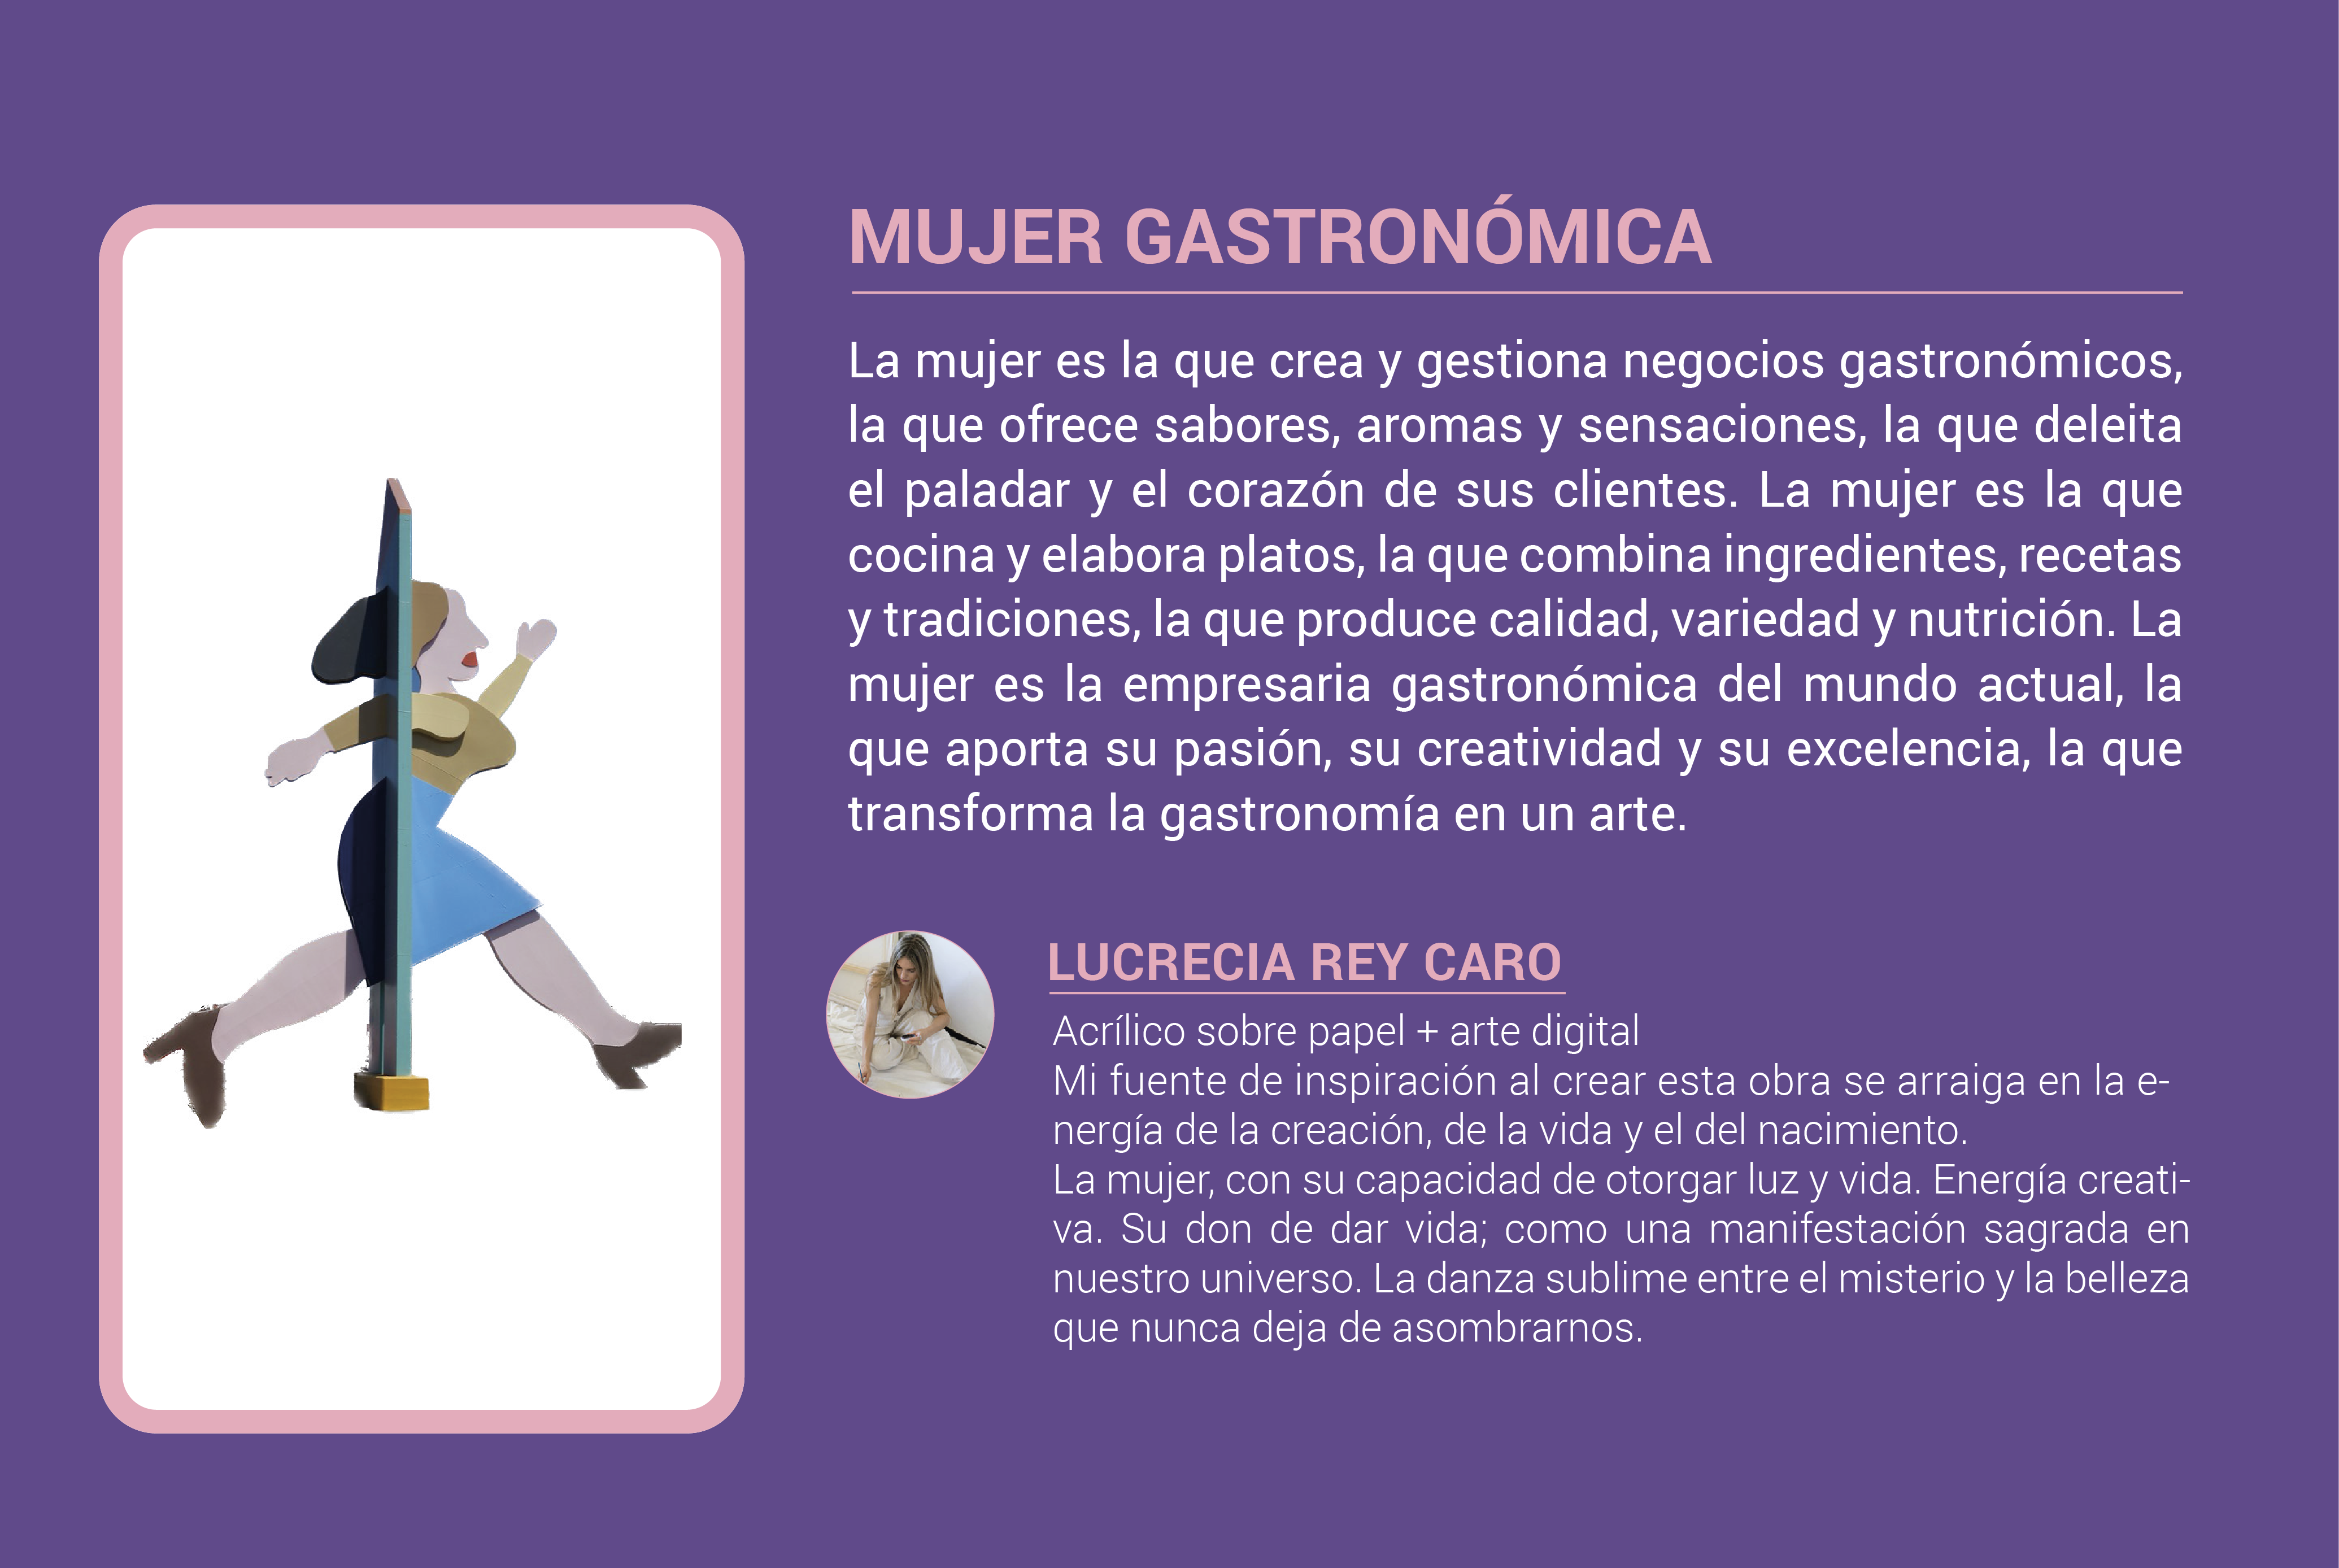 MUJER GASTRONÓMICA
La mujer es la que crea y gestiona negocios gastronómicos,
la que ofrece sabores, aromas y sensaciones, la que deleita
el paladar y el corazón de sus clientes. La mujer es la que
cocina y elabora platos, la que combina ingredientes, recetas
y tradiciones, la que produce calidad, variedad y nutrición. La
mujer es la empresaria gastronómica del mundo actual, la
que aporta su pasión, su creatividad y su excelencia, la que
transforma la gastronomía en un arte.
LUCRECIA REY CARO
Acrílico sobre papel + arte digital
Mi fuente de inspiración al crear esta obra se arraiga en la e-
nergía de la creación, de la vida y el del nacimiento.
La mujer, con su capacidad de otorgar luz y vida. Energía creati-
va. Su don de dar vida; como una manifestación sagrada en
nuestro universo. La danza sublime entre el misterio y la belleza
que nunca deja de asombrarnos.